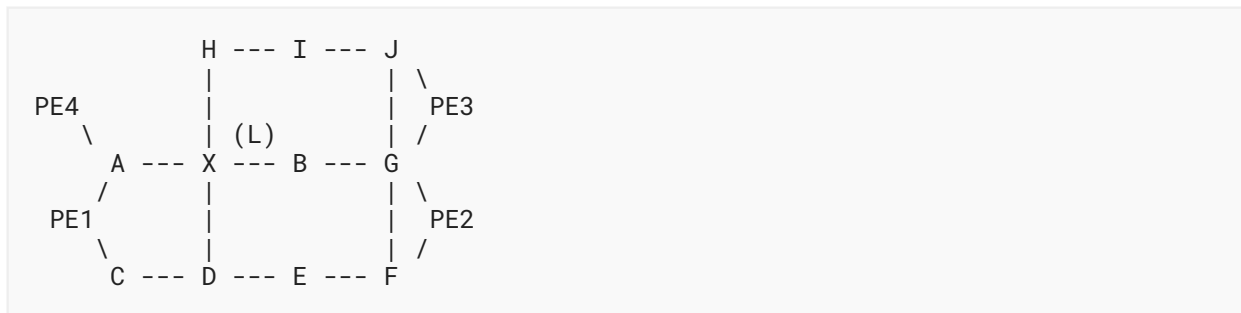 H --- I --- J
           |           | \
PE4        |           |  PE3
   \       | (L)       | /
     A --- X --- B --- G
    /      |           | \
 PE1       |           |  PE2
    \      |           | /
     C --- D --- E --- F